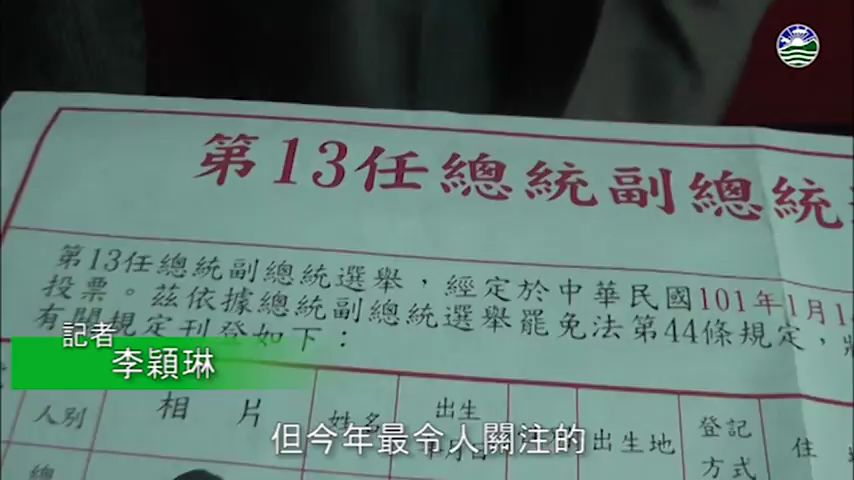 第13任總統副總統
第13任總統副總統選舉，經定於中華民國101年1月1
投票。茲依據總統副總統選舉罷免法第44條規定，將
有關規定刊登如下：
記者
李穎琳
人別
相片
姓名
出生
出生地
登記
方式
住
總
但今年最令人關注的